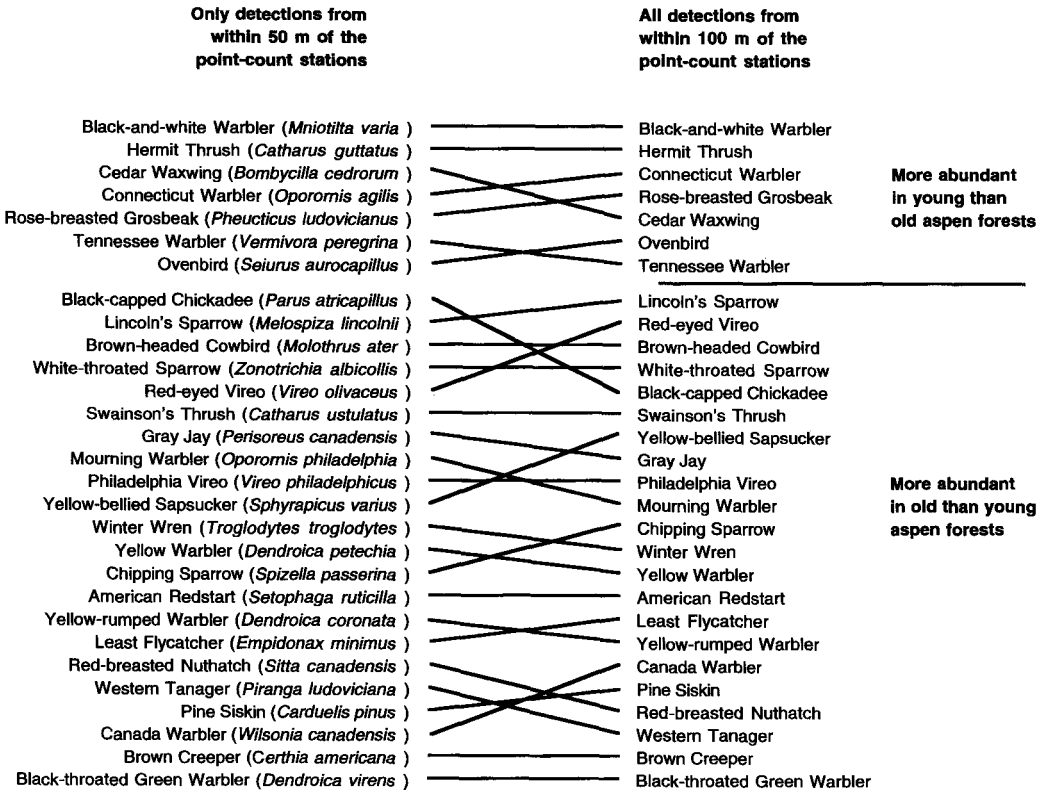 Only detections from
within 50 m of the
point-count stations
All detections from
within 100 m of the
point-count stations
Black-and-white Warbler (Mniotilta varia )
Hermit Thrush (Catharus guttatus )
Cedar Waxwing (Bombycilla cedrorum )
Connecticut Warbler (Oporornis agilis )
Rose-breasted Grosbeak (Pheucticus ludovicianus )
Tennessee Warbler (Vermivora peregrina )
Ovenbird (Seiurus aurocapillus )
Black-capped Chickadee (Parus atricapillus )
Lincoln's Sparrow (Melospiza lincolnii )
Brown-headed Cowbird (Molothrus ater )
White-throated Sparrow (Zonotrichia albicollis )
Red-eyed Vireo (Vireo olivaceus )
Swainson's Thrush (Catharus ustulatus )
Gray Jay (Perisoreus canadensis )
Mourning Warbler (Oporornis philadelphia )
Philadelphia Vireo (Vireo philadelphicus )
Yellow-bellied Sapsucker (Sphyrapicus varius )
Winter Wren (Troglodytes troglodytes )
Yellow Warbler (Dendroica petechia )
Chipping Sparrow (Spizella passerina )
American Redstart (Setophaga ruticilla )
Yellow-rumped Warbler (Dendroica coronata )
Least Flycatcher (Empidonax minimus )
Red-breasted Nuthatch (Sitta canadensis )
Western Tanager (Piranga ludoviciana )
Pine Siskin (Carduelis pinus )
Canada Warbler (Wilsonia canadensis )
Brown Creeper (Certhia americana )
Black-throated Green Warbler (Dendroica virens )
Black-and-white Warbler
Hermit Thrush
Connecticut Warbler
Rose-breasted Grosbeak
Cedar Waxwing
Ovenbird
Tennessee Warbler
Lincoln's Sparrow
Red-eyed Vireo
Brown-headed Cowbird
White-throated Sparrow
Black-capped Chickadee
Swainson's Thrush
Yellow-bellied Sapsucker
Gray Jay
Philadelphia Vireo
Mourning Warbler
Chipping Sparrow
Winter Wren
Yellow Warbler
American Redstart
Least Flycatcher
Yellow-rumped Warbler
Canada Warbler
Pine Siskin
Red-breasted Nuthatch
Western Tanager
Brown Creeper
Black-throated Green Warbler
More abundant
in young than
old aspen forests
More abundant
in old than young
aspen forests